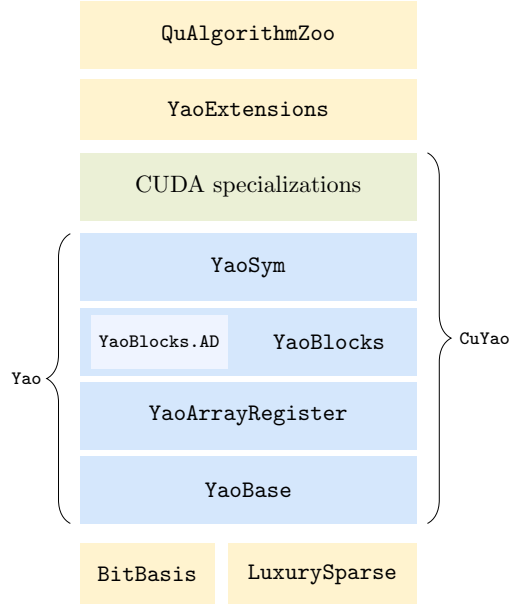 QuAlgorithmZoo
YaoExtensions
CUDA specializations
YaoSym
YaoBlocks.AD
YaoBlocks
CuYao
Yao
YaoArrayRegister
YaoBase
BitBasis
LuxurySparse